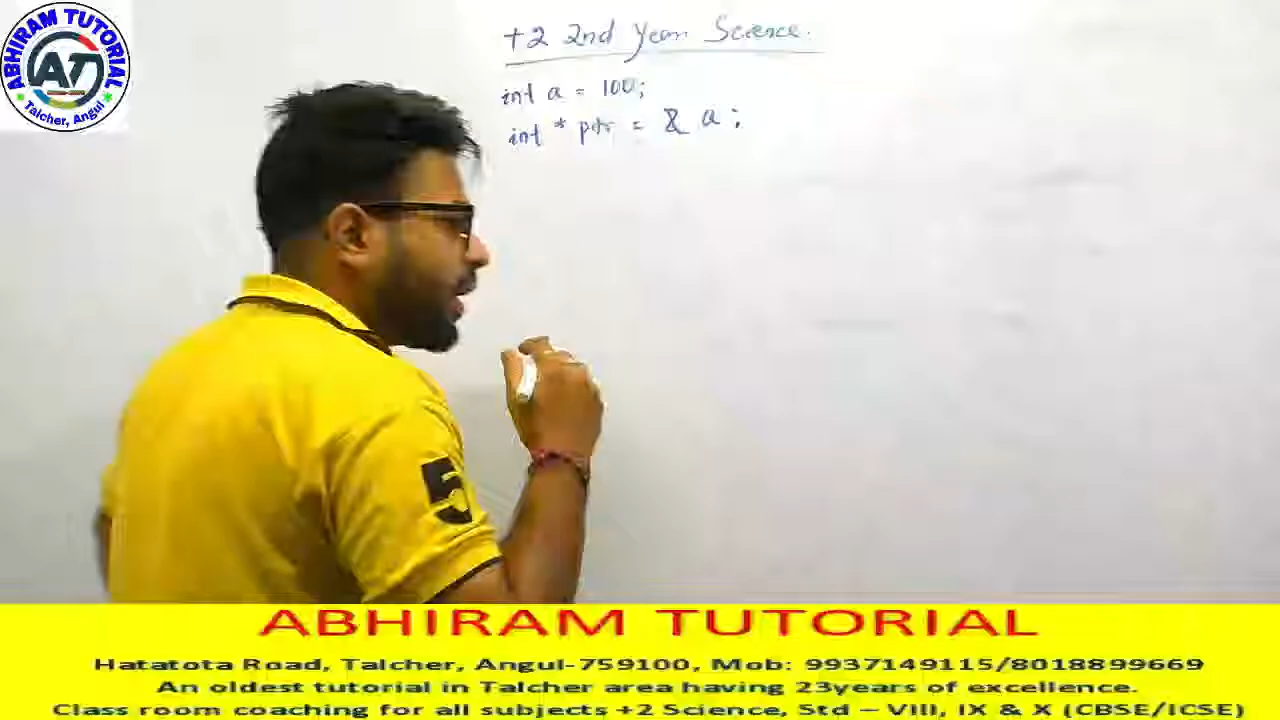 ABHIRAM TUTORIAL
AT
Talcher, Angul
+2 2nd Year Science.
int a = 100;
int * ptr = & a;
5
ABHIRAM TUTORIAL
Hatatota Road, Talcher, Angul-759100, Mob: 9937149115/8018899669
An oldest tutorial in Talcher area having 23years of excellence.
Class room coaching for all subjects +2 Science, Std – VIII, IX & X (CBSE/ICSE)